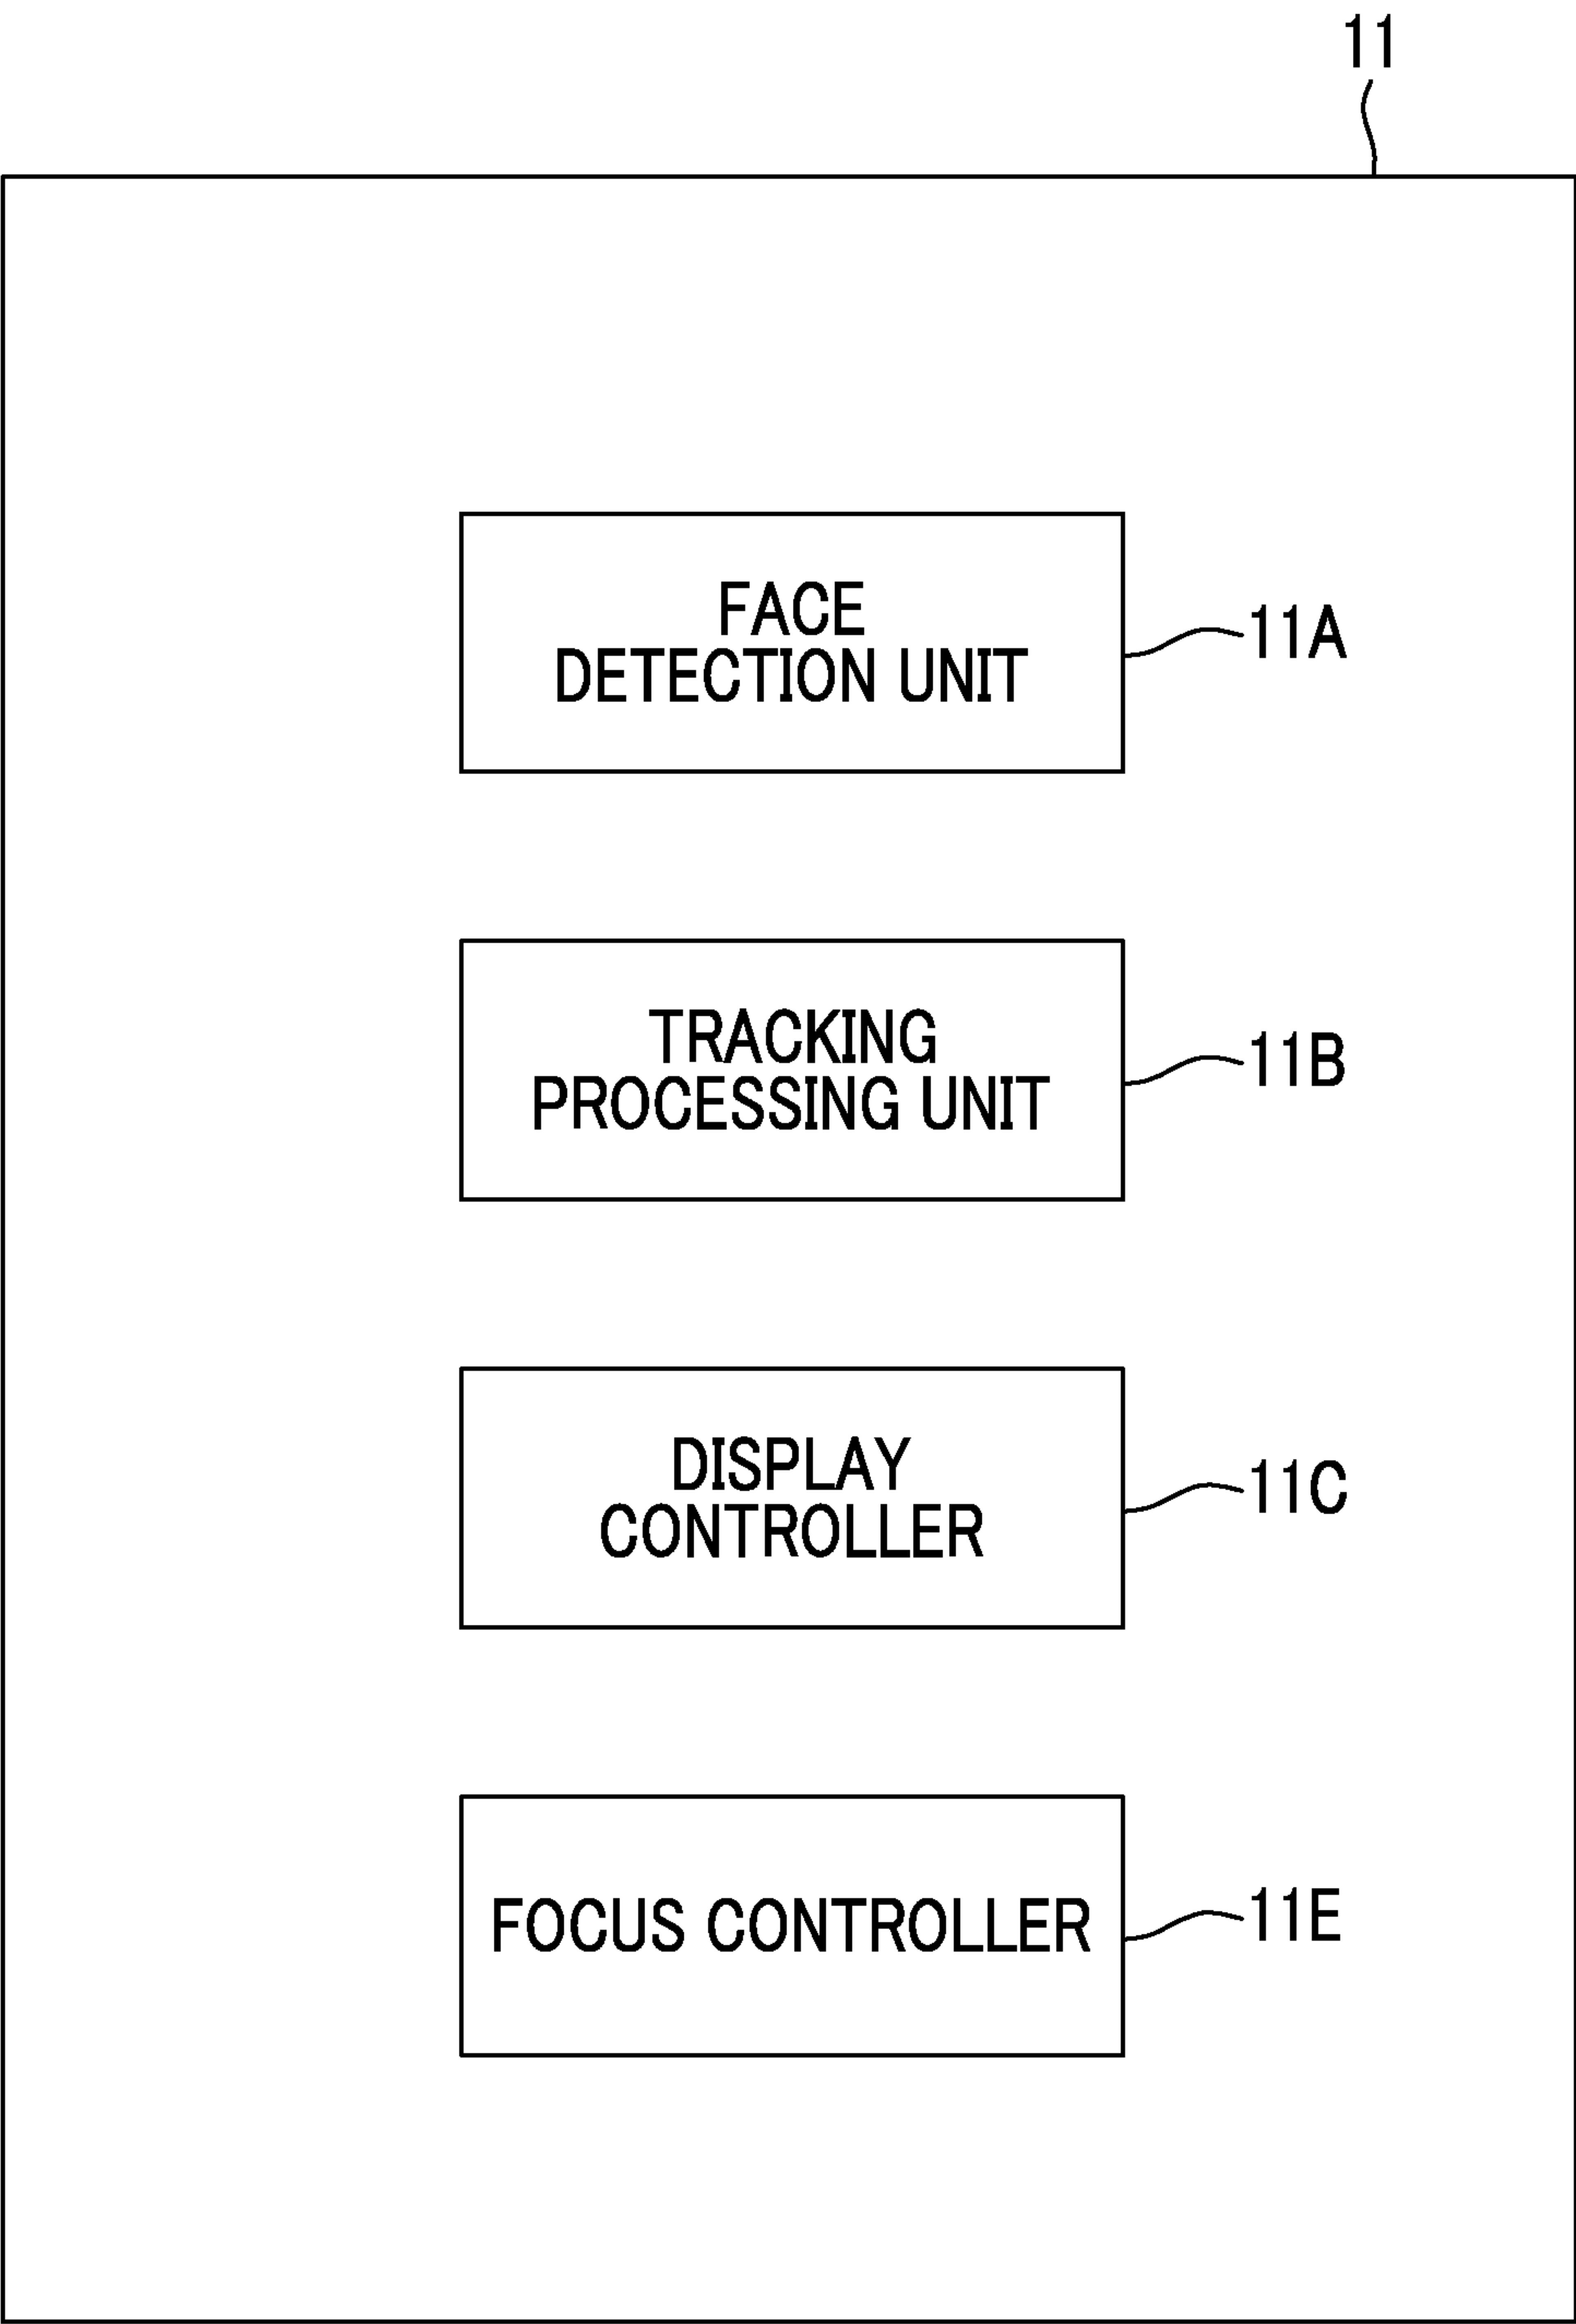 11
FACE
DETECTION UNIT
11A
TRACKING
PROCESSING UNIT
11B
DISPLAY
CONTROLLER
11C
FOCUS CONTROLLER
11E